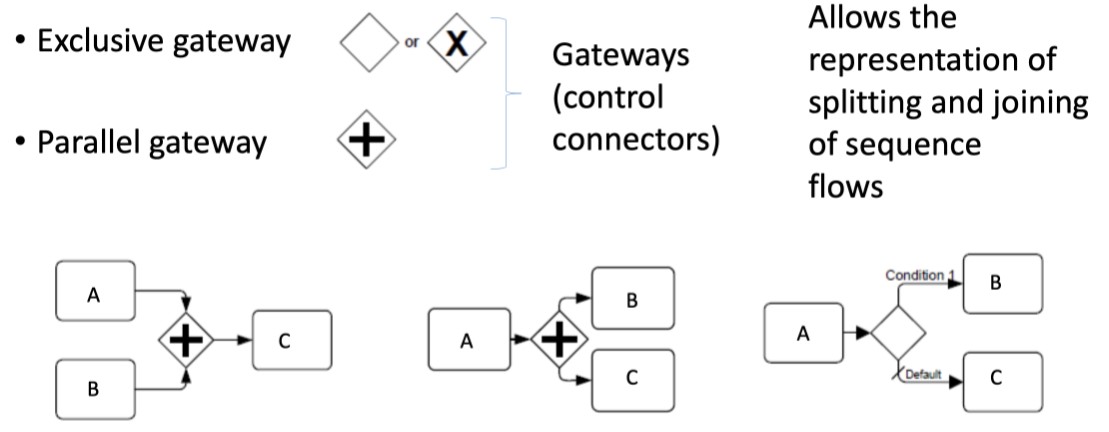 • Exclusive gateway
or
X
• Parallel gateway
Gateways
(control
connectors)
Allows the
representation of
splitting and joining
of sequence
flows
A
B
C
A
B
C
A
Condition 1
B
Default
C